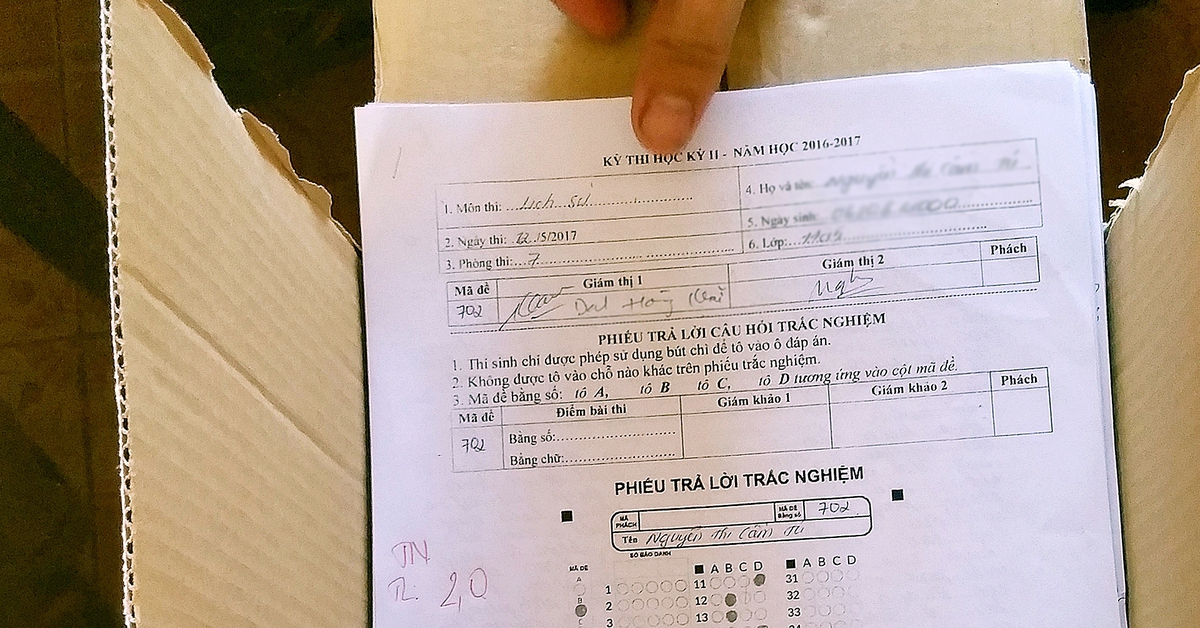 KỲ THI HỌC KỲ II - NĂM HỌC 2016-2017
1. Môn thi: Lịch sử
2. Ngày thi: 22/5/2017
3. Phòng thi: 7
4. Họ và tên:
5. Ngày sinh:
6. Lớp:
Mã đề Giám thị 1 Giám thị 2 Phách
702
PHIẾU TRẢ LỜI CÂU HỎI TRẮC NGHIỆM
1. Thí sinh chỉ được phép sử dụng bút chì để tô vào ô đáp án.
2. Không được tô vào chỗ nào khác trên phiếu trắc nghiệm.
3. Mã đề bằng số: tô A, tô B tô C, tô D tương ứng vào cột mã đề.
Mã đề Điểm bài thi Giám khảo 1 Giám khảo 2 Phách
702 Bằng số:
Bằng chữ:
PHIẾU TRẢ LỜI TRẮC NGHIỆM
MÃ PHÁCH MÃ ĐỀ Bằng số 702
Tên Nguyễn Thị Cẩm Tú
SỐ BÁO DANH
MÃ ĐỀ
A B C D
A B C D
A
B
C
1
2
3
11
12
13
31
32
33
TN
TL: 2,0